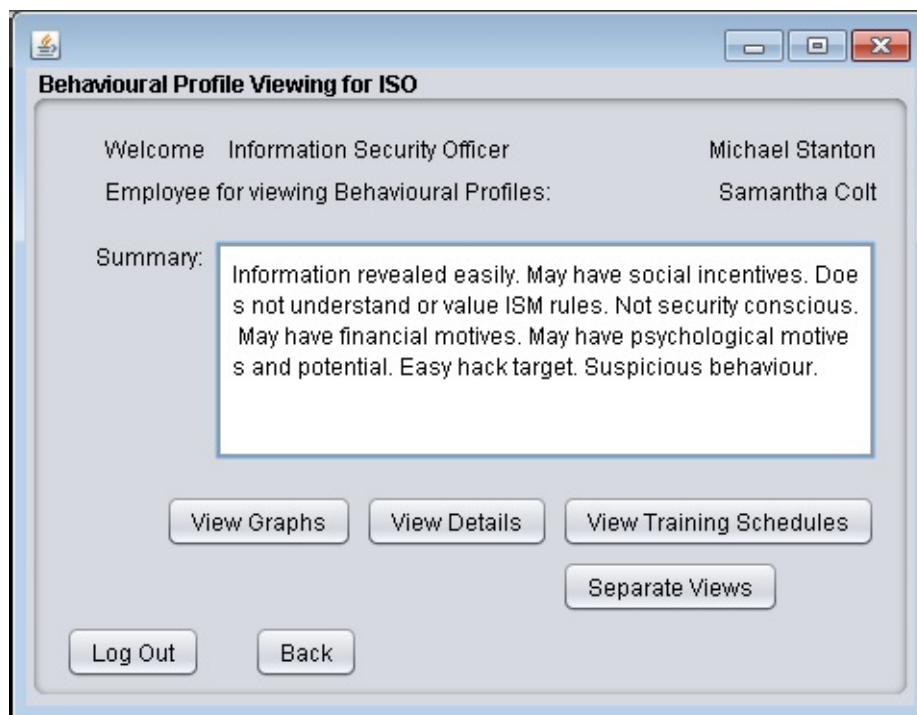 Behavioural Profile Viewing for ISO
Welcome Information Security Officer Michael Stanton
Employee for viewing Behavioural Profiles: Samantha Colt
Summary:
Information revealed easily. May have social incentives. Doe
s not understand or value ISM rules. Not security conscious.
May have financial motives. May have psychological motive
s and potential. Easy hack target. Suspicious behaviour.
View Graphs View Details View Training Schedules
Separate Views
Log Out Back